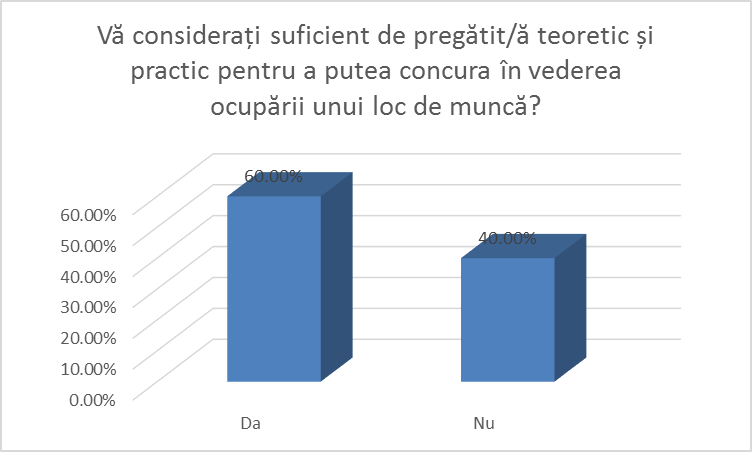 Vă considerați suficient de pregătit/ă teoretic și
practic pentru a putea concura în vederea
ocupării unui loc de muncă?
60.00%
40.00%
60.00%
50.00%
40.00%
30.00%
20.00%
10.00%
0.00%
Da
Nu